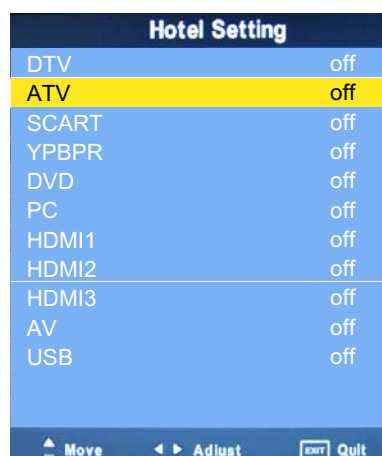 Hotel Setting
DTV off
ATV off
SCART off
YPBPR off
DVD off
PC off
HDMI1 off
HDMI2 off
HDMI3 off
AV off
USB off
Move Adjust EXIT Quit